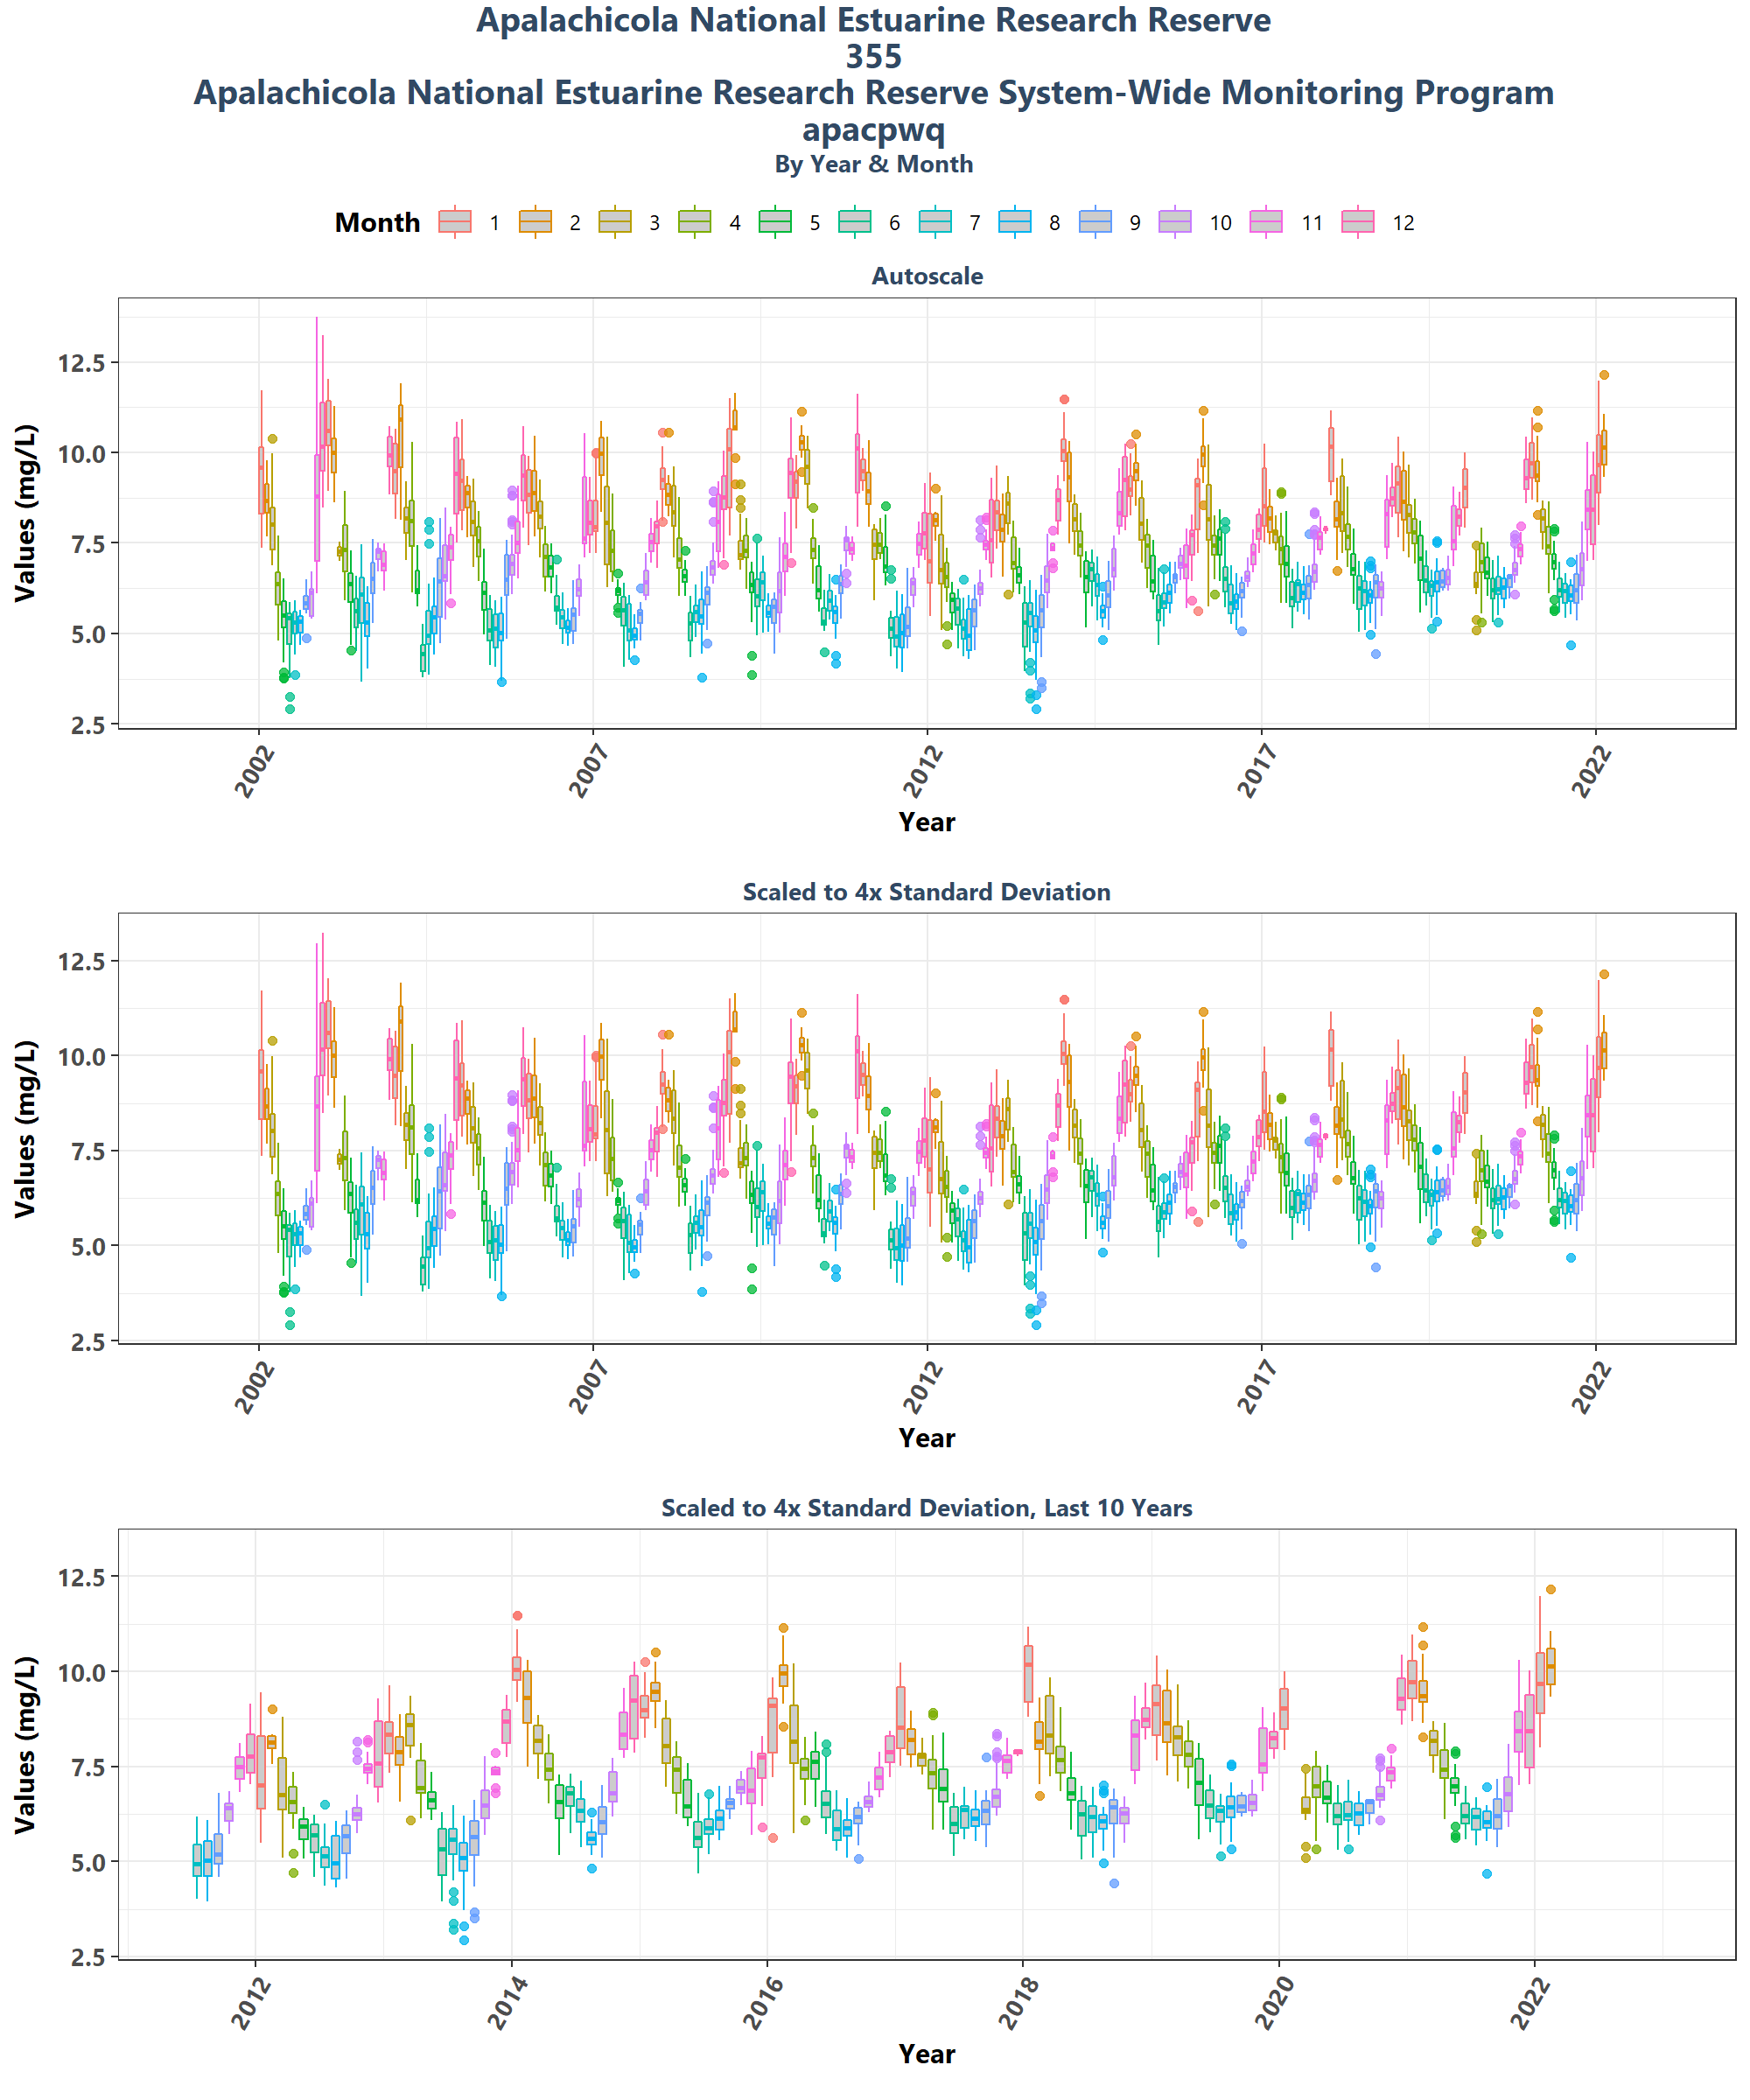 Apalachicola National Estuarine Research Reserve
355
Apalachicola National Estuarine Research Reserve System-Wide Monitoring Program
apacpwq
By Year & Month
Month 1 2 3 4 5 6 7 8 9 10 11 12
Autoscale
Values (mg/L)
12.5
10.0
7.5
5.0
2.5
2002 2007 2012 2017 2022
Year
Scaled to 4x Standard Deviation
Values (mg/L)
12.5
10.0
7.5
5.0
2.5
2002 2007 2012 2017 2022
Year
Scaled to 4x Standard Deviation, Last 10 Years
Values (mg/L)
12.5
10.0
7.5
5.0
2.5
2012 2014 2016 2018 2020 2022
Year